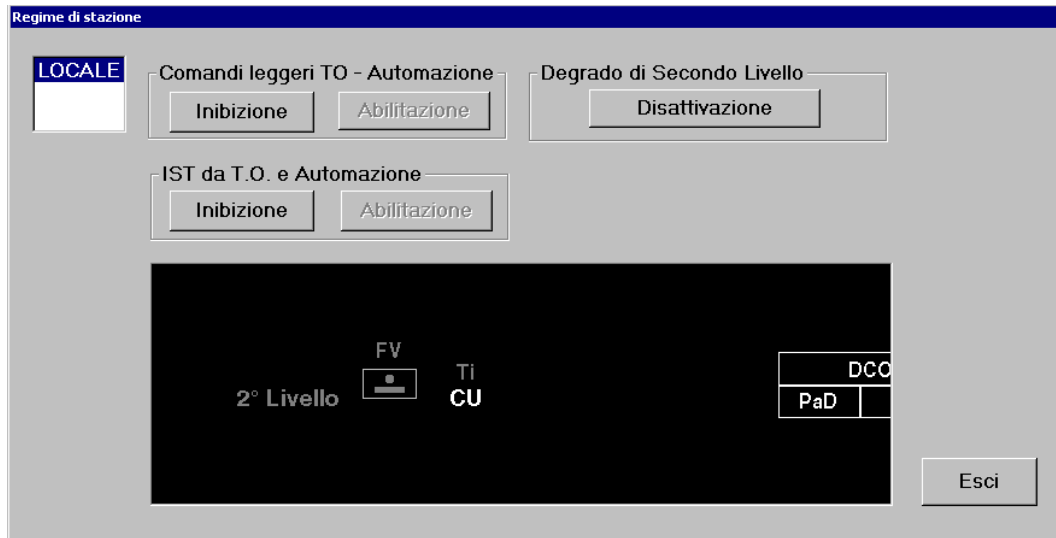 Regime di stazione
LOCALE
Comandi leggeri TO - Automazione
Inibizione
Abilitazione
Degrado di Secondo Livello
Disattivazione
IST da T.O. e Automazione
Inibizione
Abilitazione
FV
Ti
2° Livello
CU
DCO
PaD
Esci